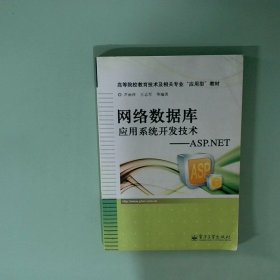 高等院校教育技术及相关专业“应用型”教材
网络数据库
应用系统开发技术
——ASP.NET
ASP
电子工业出版社